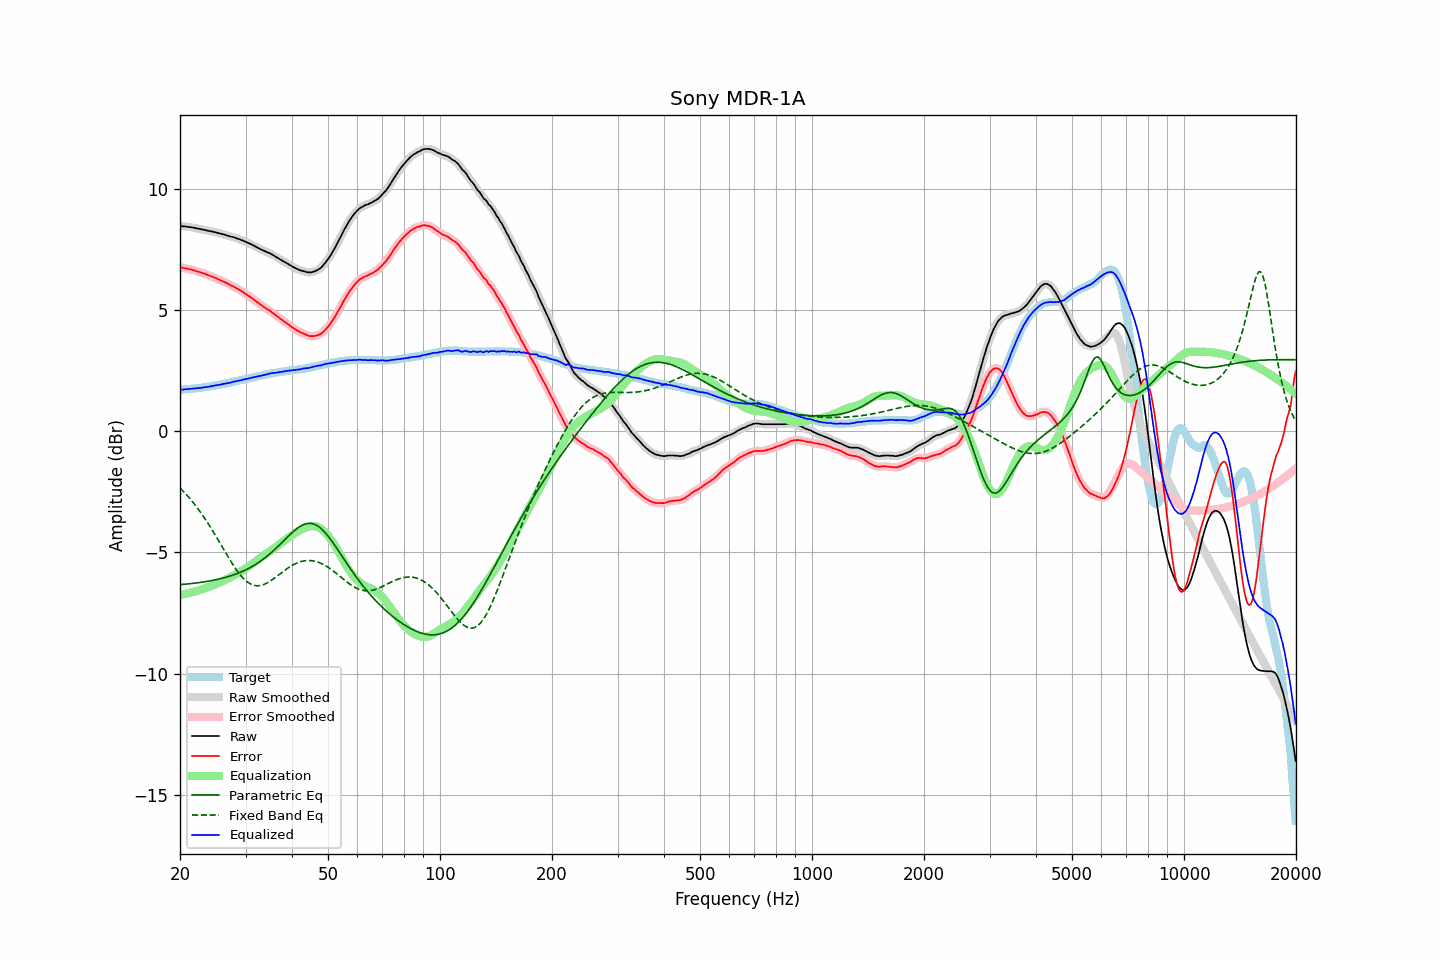 Sony MDR-1A
Amplitude (dBr)
10
5
0
−5
−10
−15
Target
Raw Smoothed
Error Smoothed
Raw
Error
Equalization
Parametric Eq
Fixed Band Eq
Equalized
20 50 100 200 500 1000 2000 5000 10000 20000
Frequency (Hz)